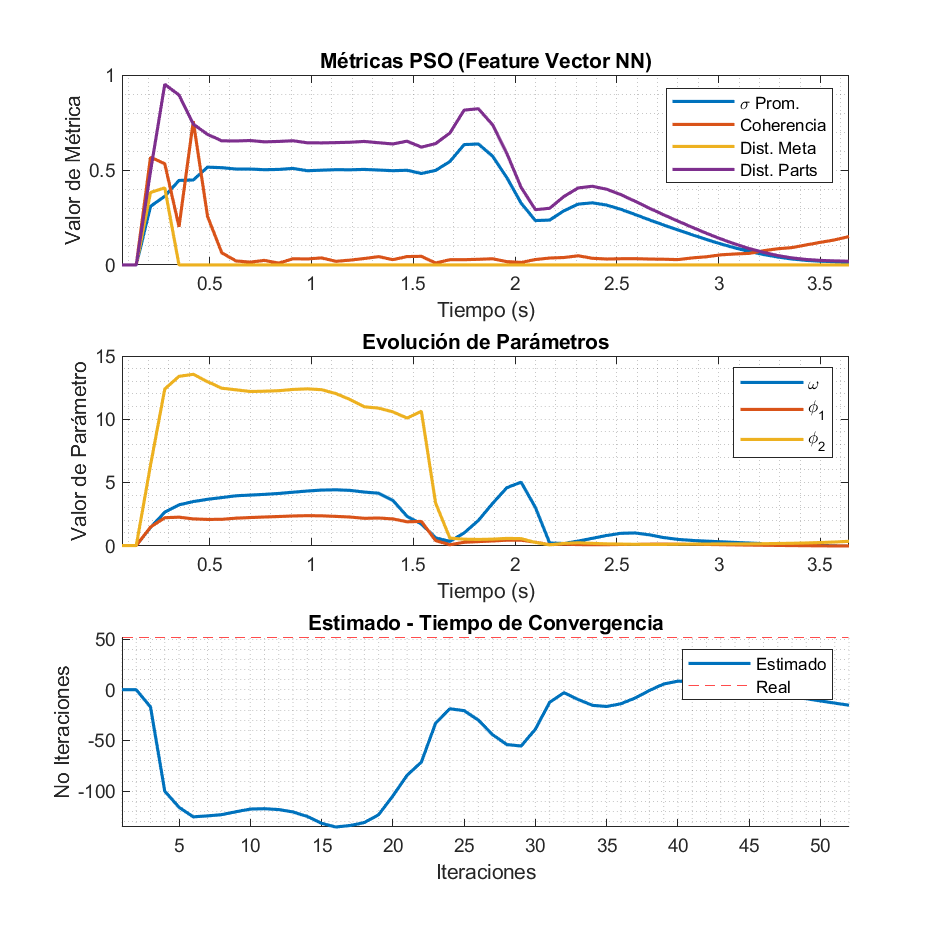 Métricas PSO (Feature Vector NN)
Valor de Métrica
1
0.5
0
σ Prom.
Coherencia
Dist. Meta
Dist. Parts
0.5 1 1.5 2 2.5 3 3.5
Tiempo (s)
Evolución de Parámetros
Valor de Parámetro
15
10
5
0
ω
ϕ1
ϕ2
0.5 1 1.5 2 2.5 3 3.5
Tiempo (s)
Estimado - Tiempo de Convergencia
No Iteraciones
50
0
-50
-100
Estimado
Real
5 10 15 20 25 30 35 40 45 50
Iteraciones